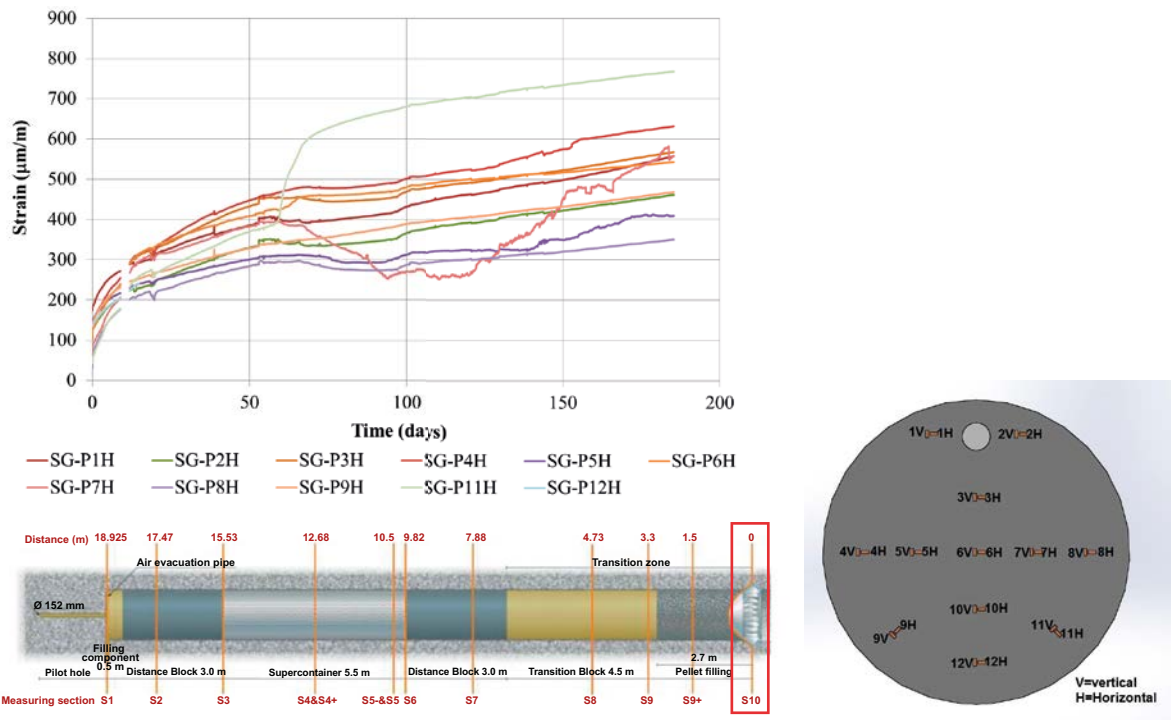 900
800
700
600
500
400
300
200
100
0
Strain (µm/m)
0 50 100 150 200
Time (days)
SG-P1H SG-P2H SG-P3H SG-P4H SG-P5H SG-P6H
SG-P7H SG-P8H SG-P9H SG-P11H SG-P12H
Distance (m) 18.925 17.47 15.53 12.68 10.5 9.82 7.88 4.73 3.3 1.5 0
Air evacuation pipe Transition zone
Ø 152 mm
Filling
component
0.5 m
2.7 m
Pilot hole Distance Block 3.0 m Supercontainer 5.5 m Distance Block 3.0 m Transition Block 4.5 m Pellet filling
Measuring section S1 S2 S3 S4&S4+ S5-&S5 S6 S7 S8 S9 S9+ S10
1V 1H 2V 2H
3V 3H
4V 4H 5V 5H 6V 6H 7V 7H 8V 8H
10V 10H
9V 9H 11V 11H
12V 12H
V=vertical
H=Horizontal